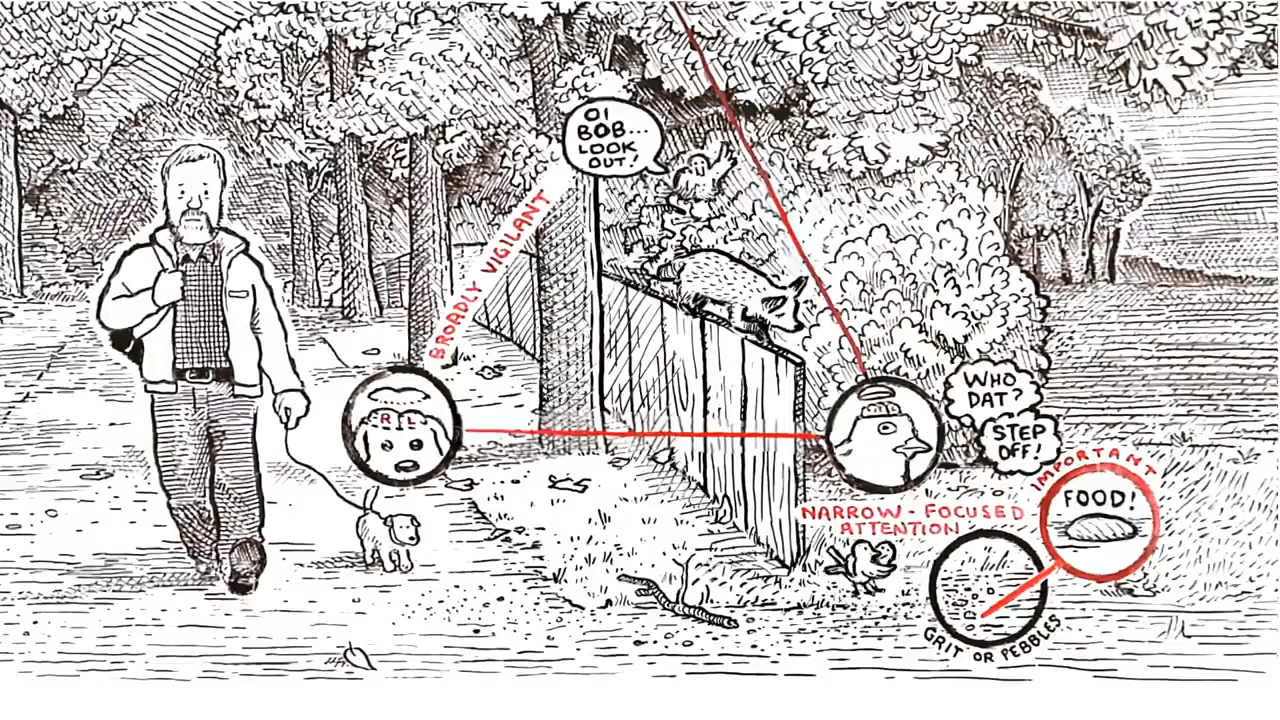 OI
BOB...
LOOK
OUT!
BROADLY VIGILANT
R L
WHO
DAT?
STEP
OFF!
NARROW-FOCUSED
ATTENTION
IMPORTANT
FOOD!
GRIT OR PEBBLES